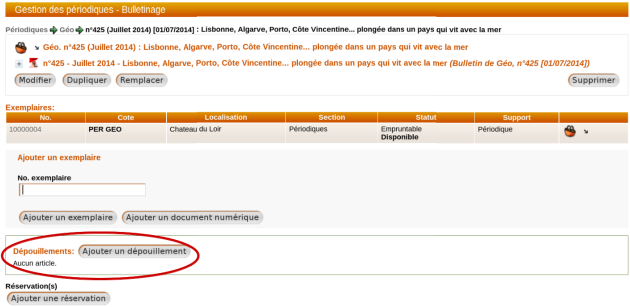 Gestion des périodiques - Bulletinage
Périodiques Géo n°425 (Juillet 2014) [01/07/2014] : Lisbonne, Algarve, Porto, Côte Vincentine... plongée dans un pays qui vit avec la mer
Géo. n°425 (Juillet 2014) : Lisbonne, Algarve, Porto, Côte Vincentine... plongée dans un pays qui vit avec la mer
n°425 - Juillet 2014 - Lisbonne, Algarve, Porto, Côte Vincentine... plongée dans un pays qui vit avec la mer (Bulletin de Géo, n°425 [01/07/2014])
Modifier Dupliquer Remplacer Supprimer
Exemplaires:
No. Cote Localisation Section Statut Support
10000004 PER GEO Chateau du Loir Périodiques Empruntable Périodique
Disponible
Ajouter un exemplaire
No. exemplaire
Ajouter un exemplaire Ajouter un document numérique
Dépouillements: Ajouter un dépouillement
Aucun article.
Réservation(s)
Ajouter une réservation